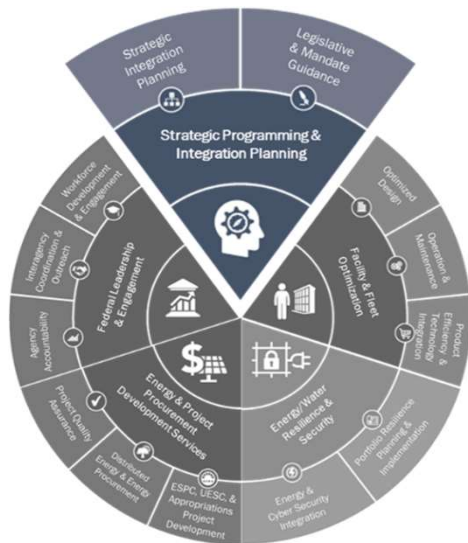 Strategic
Integration
Planning
Legislative
& Mandate
Guidance
Strategic Programming &
Integration Planning
Optimized
Design
Operation &
Maintenance
Product
Efficiency &
Technology
Integration
Facility & Fleet
Optimization
Portfolio Resilience
Planning &
Implementation
Energy &
Cyber Security
Integration
Energy/Water
Resilience &
Security
ESPC, UESC, &
Appropriations
Project
Development
Distributed
Energy & Energy
Procurement
Project Quality
Assurance
Energy & Project
Procurement
Development Services
Agency
Accountability
Interagency
Coordination &
Outreach
Workforce
Development
& Engagement
Federal Leadership
& Engagement